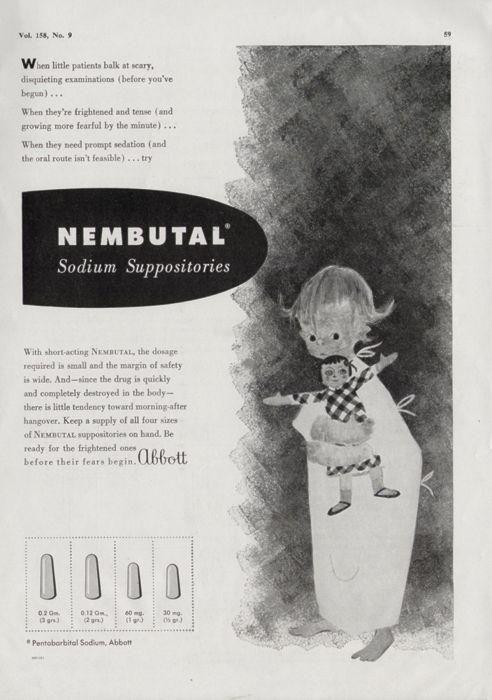 Vol. 158, No. 9
59
When little patients balk at scary,
disquieting examinations (before you've
begun) . . .
When they're frightened and tense (and
growing more fearful by the minute) . . .
When they need prompt sedation (and
the oral route isn't feasible) . . . try
NEMBUTAL®
Sodium Suppositories
With short-acting NEMBUTAL, the dosage
required is small and the margin of safety
is wide. And—since the drug is quickly
and completely destroyed in the body—
there is little tendency toward morning-after
hangover. Keep a supply of all four sizes
of NEMBUTAL suppositories on hand. Be
ready for the frightened ones
before their fears begin. Abbott
0.2 Gm. 0.12 Gm. 60 mg. 30 mg.
(3 grs.) (2 grs.) (1 gr.) (½ gr.)
® Pentobarbital Sodium, Abbott